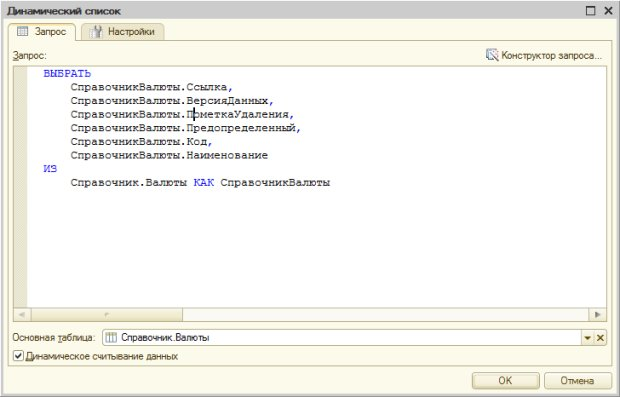 Динамический список
Запрос
Настройки
Запрос:
Конструктор запроса...
ВЫБРАТЬ
СправочникВалюты.Ссылка,
СправочникВалюты.ВерсияДанных,
СправочникВалюты.ПометкаУдаления,
СправочникВалюты.Предопределенный,
СправочникВалюты.Код,
СправочникВалюты.Наименование
ИЗ
Справочник.Валюты КАК СправочникВалюты
Основная таблица: Справочник.Валюты
Динамическое считывание данных
OK
Отмена